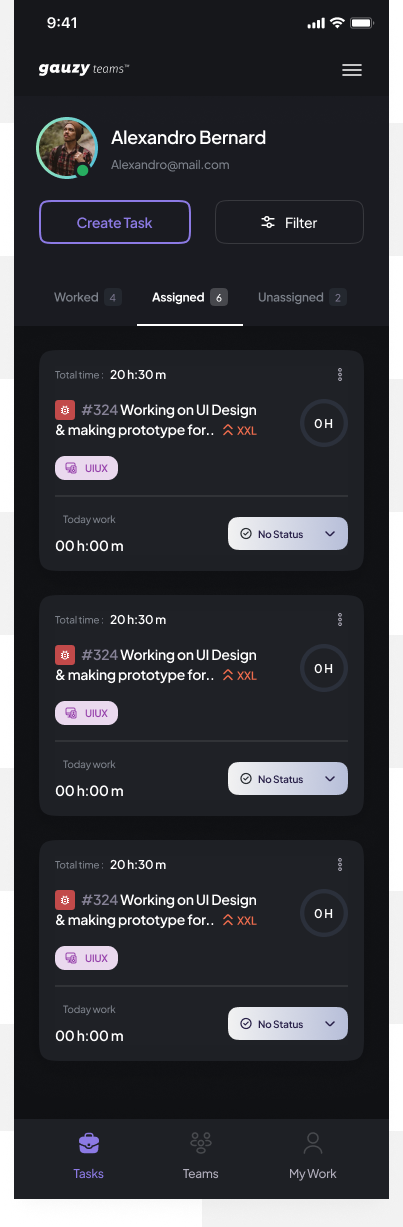 9:41
gauzy teams™
Alexandro Bernard
Alexandro@mail.com
Create Task
Filter
Worked 4
Assigned 6
Unassigned 2
Total time : 20 h:30 m
#324 Working on UI Design
& making prototype for.. XXL
0 H
UIUX
Today work
00 h:00 m
No Status
Total time : 20 h:30 m
#324 Working on UI Design
& making prototype for.. XXL
0 H
UIUX
Today work
00 h:00 m
No Status
Total time : 20 h:30 m
#324 Working on UI Design
& making prototype for.. XXL
0 H
UIUX
Today work
00 h:00 m
No Status
Tasks
Teams
My Work